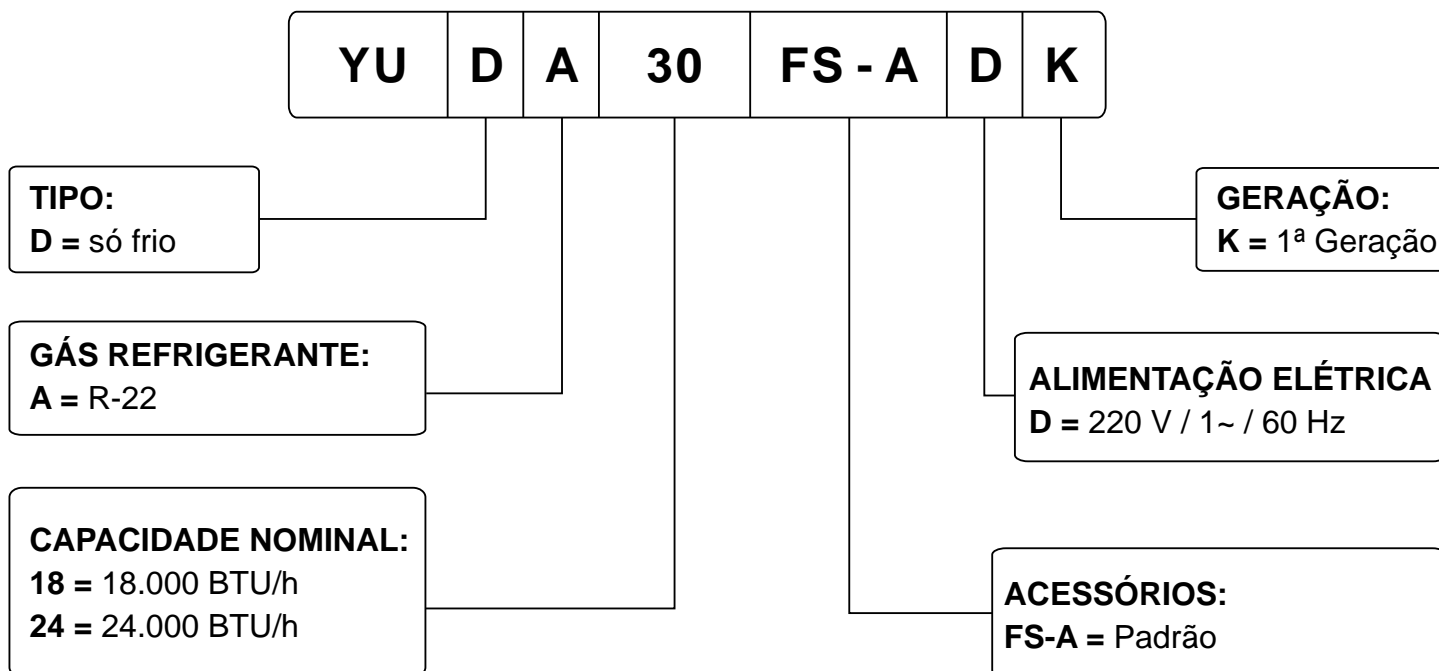 YU D A 30 FS - A D K
TIPO:
D = só frio
GERAÇÃO:
K = 1ª Geração
GÁS REFRIGERANTE:
A = R-22
ALIMENTAÇÃO ELÉTRICA
D = 220 V / 1~ / 60 Hz
CAPACIDADE NOMINAL:
18 = 18.000 BTU/h
24 = 24.000 BTU/h
ACESSÓRIOS:
FS-A = Padrão